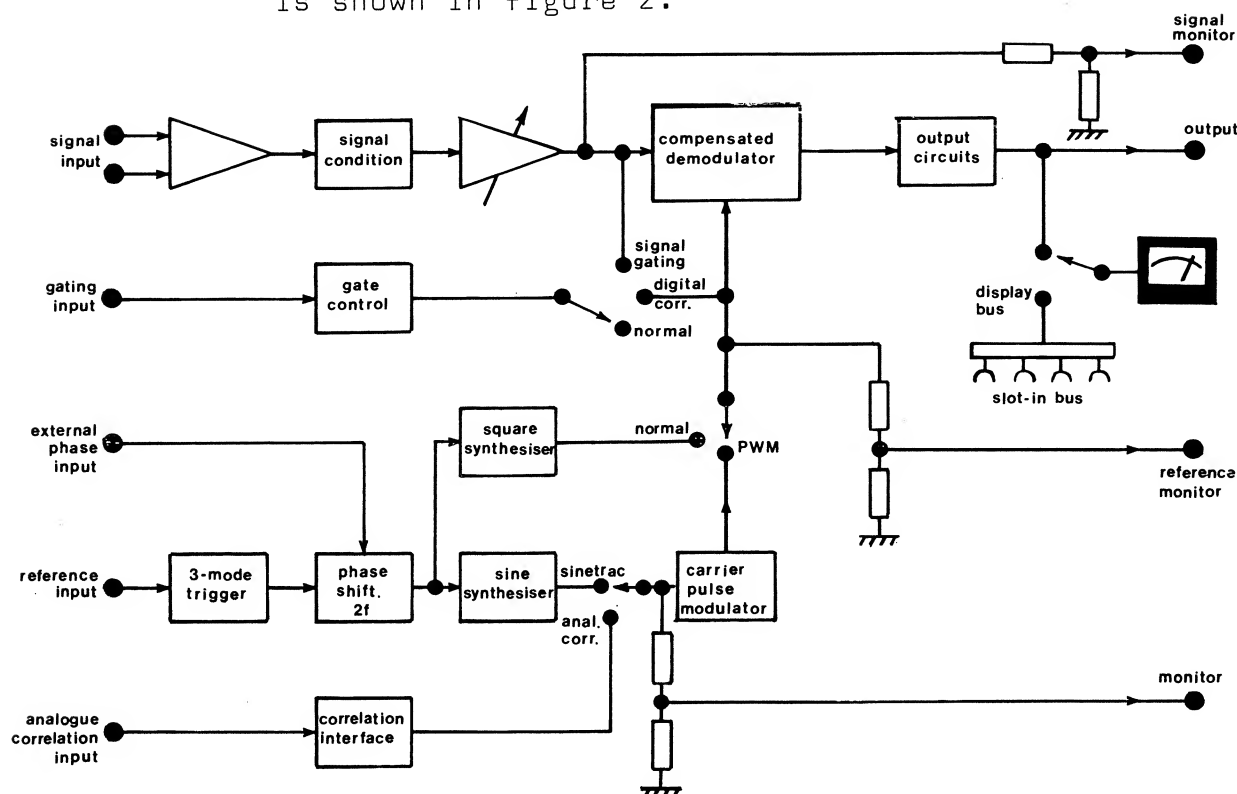 is shown in figure 2.
signal
monitor
signal
input
signal
condition
compensated
demodulator
output
circuits
output
signal
gating
gating
input
gate
control
digital
corr.
normal
display
bus
slot-in bus
external
phase
input
square
synthesiser
normal
PWM
reference
monitor
reference
input
3-mode
trigger
phase
shift.
2f
sine
synthesiser
sinetrac
anal.
corr.
carrier
pulse
modulator
monitor
analogue
correlation
input
correlation
interface